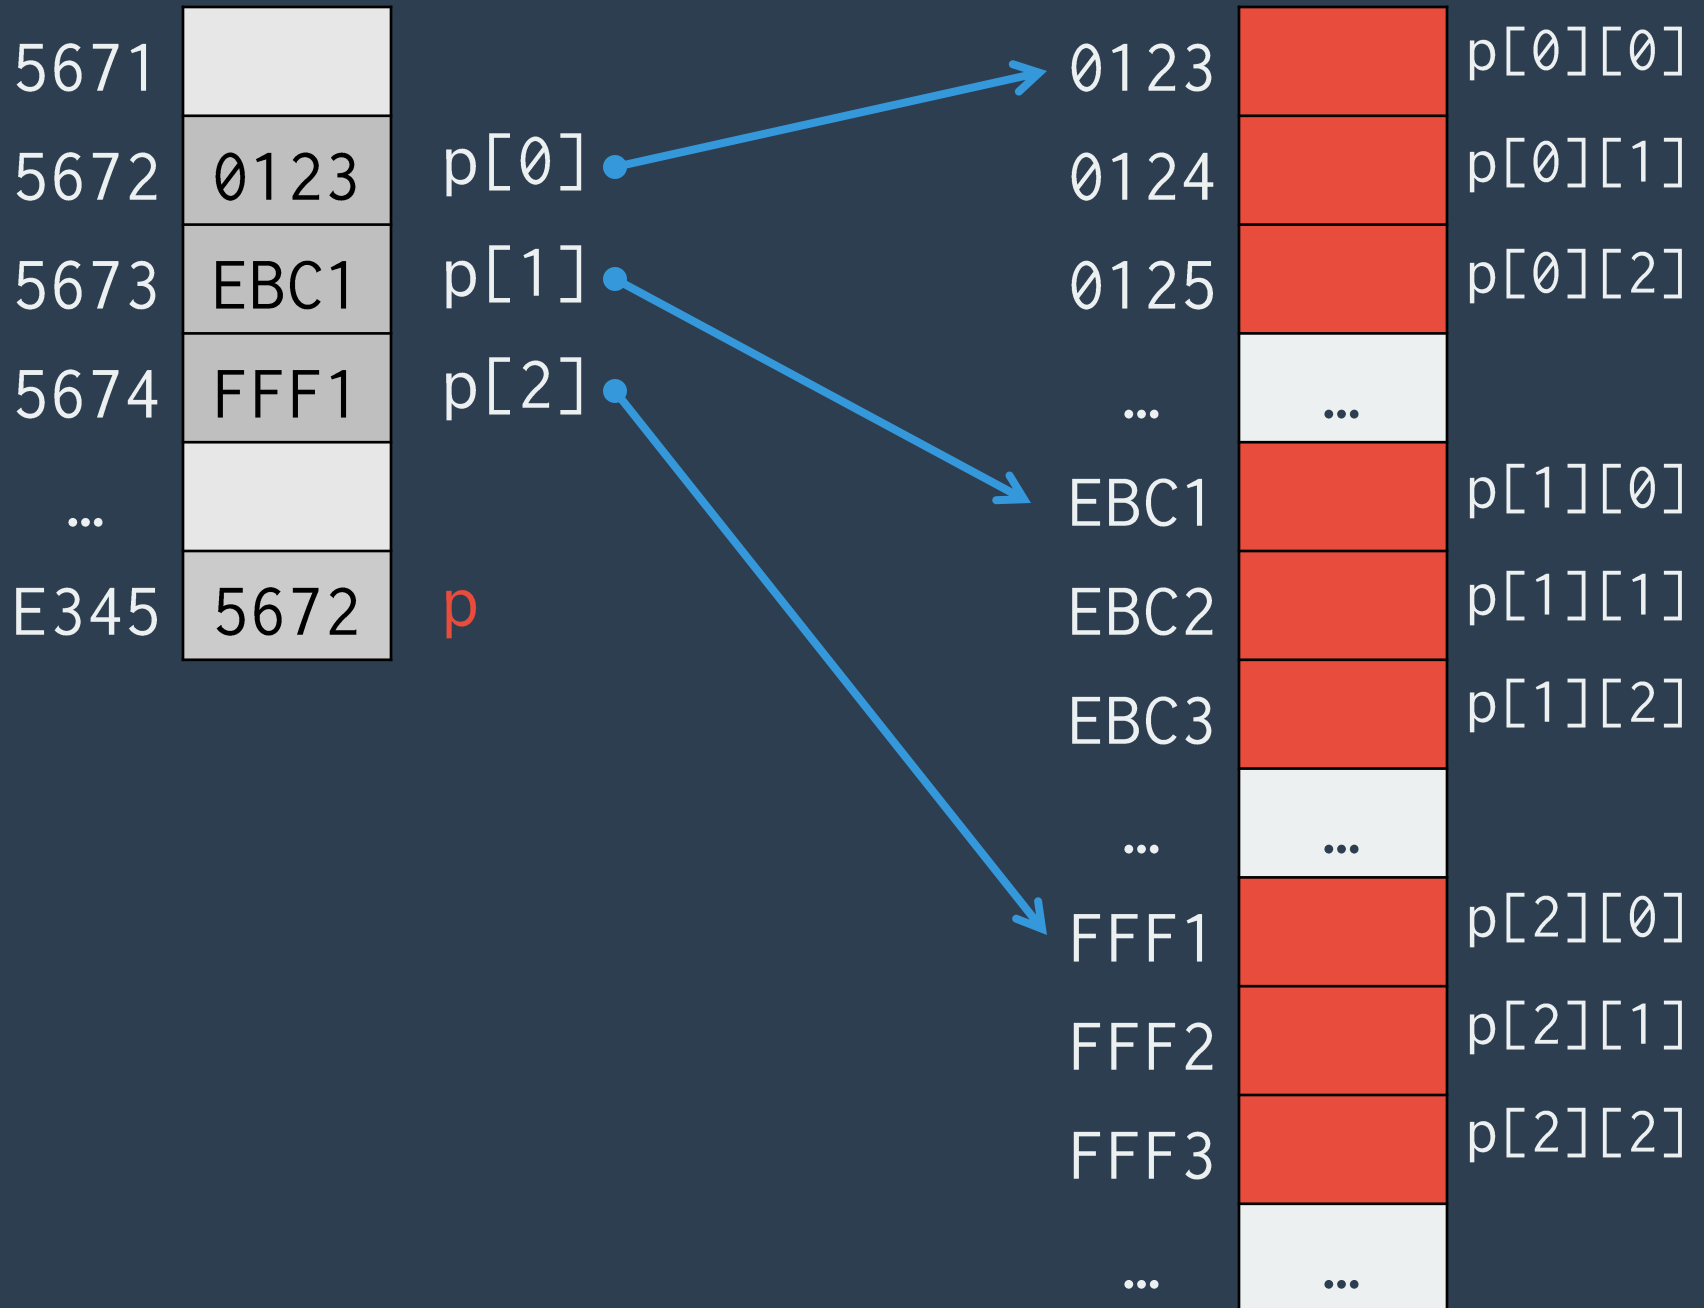 5671
5672 0123 p[0]
5673 EBC1 p[1]
5674 FFF1 p[2]
…
E345 5672 p
0123 p[0][0]
0124 p[0][1]
0125 p[0][2]
… …
EBC1 p[1][0]
EBC2 p[1][1]
EBC3 p[1][2]
… …
FFF1 p[2][0]
FFF2 p[2][1]
FFF3 p[2][2]
… …